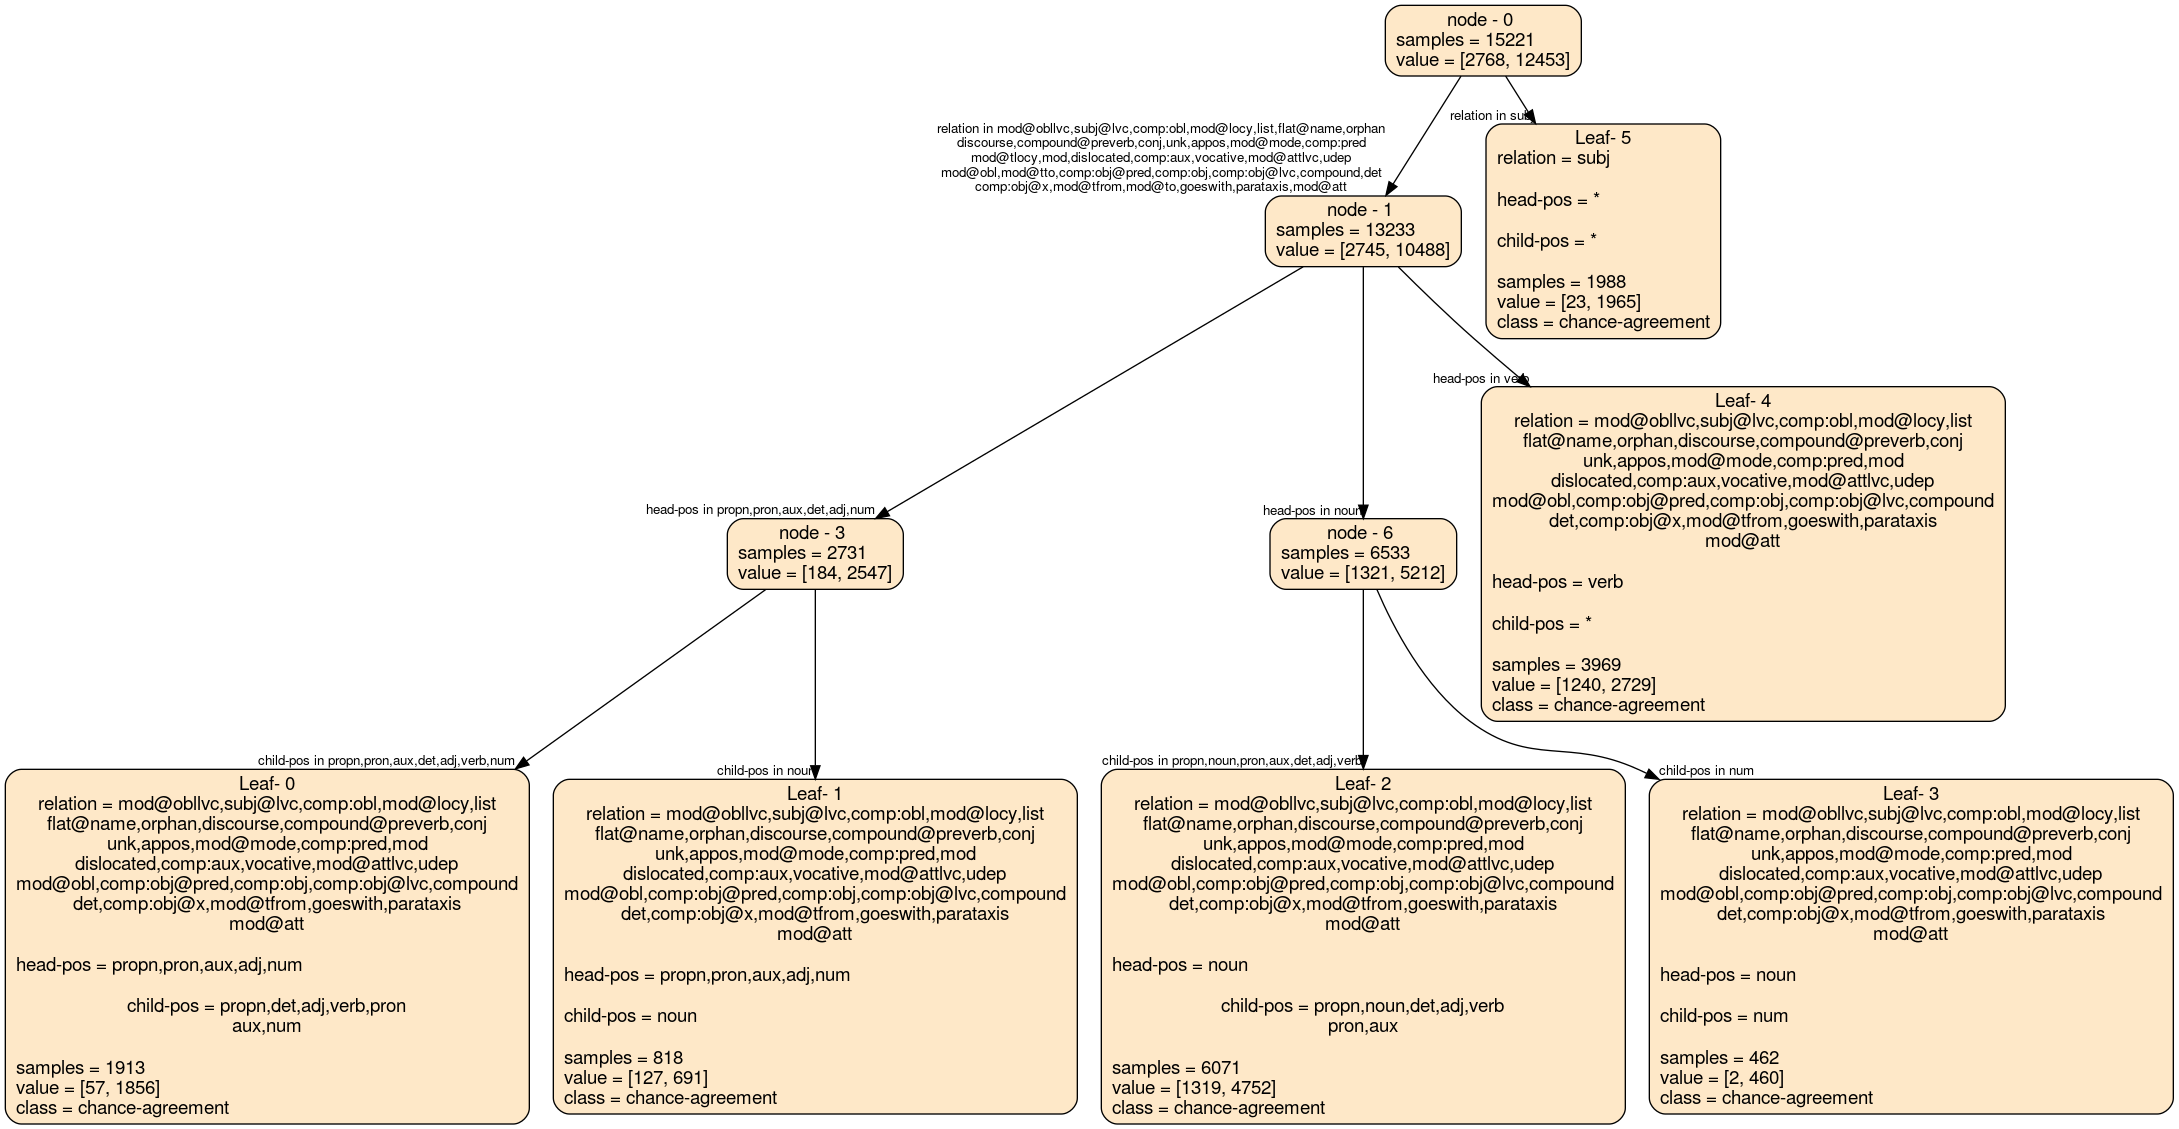 node - 0
samples = 15221
value = [2768, 12453]
relation in subj
relation in mod@obllvc,subj@lvc,comp:obl,mod@locy,list,flat@name,orphan
discourse,compound@preverb,conj,unk,appos,mod@mode,comp:pred
mod@tlocy,mod,dislocated,comp:aux,vocative,mod@attlvc,udep
mod@obl,mod@tto,comp:obj@pred,comp:obj,comp:obj@lvc,compound,det
comp:obj@x,mod@tfrom,mod@to,goeswith,parataxis,mod@att
Leaf- 5
relation = subj
head-pos = *
child-pos = *
samples = 1988
value = [23, 1965]
class = chance-agreement
node - 1
samples = 13233
value = [2745, 10488]
head-pos in verb
Leaf- 4
relation = mod@obllvc,subj@lvc,comp:obl,mod@locy,list
flat@name,orphan,discourse,compound@preverb,conj
unk,appos,mod@mode,comp:pred,mod
dislocated,comp:aux,vocative,mod@attlvc,udep
mod@obl,comp:obj@pred,comp:obj,comp:obj@lvc,compound
det,comp:obj@x,mod@tfrom,goeswith,parataxis
mod@att
head-pos = verb
child-pos = *
samples = 3969
value = [1240, 2729]
class = chance-agreement
head-pos in propn,pron,aux,det,adj,num
node - 3
samples = 2731
value = [184, 2547]
head-pos in noun
node - 6
samples = 6533
value = [1321, 5212]
child-pos in propn,pron,aux,det,adj,verb,num
Leaf- 0
relation = mod@obllvc,subj@lvc,comp:obl,mod@locy,list
flat@name,orphan,discourse,compound@preverb,conj
unk,appos,mod@mode,comp:pred,mod
dislocated,comp:aux,vocative,mod@attlvc,udep
mod@obl,comp:obj@pred,comp:obj,comp:obj@lvc,compound
det,comp:obj@x,mod@tfrom,goeswith,parataxis
mod@att
head-pos = propn,pron,aux,adj,num
child-pos = propn,det,adj,verb,pron
aux,num
samples = 1913
value = [57, 1856]
class = chance-agreement
child-pos in noun
Leaf- 1
relation = mod@obllvc,subj@lvc,comp:obl,mod@locy,list
flat@name,orphan,discourse,compound@preverb,conj
unk,appos,mod@mode,comp:pred,mod
dislocated,comp:aux,vocative,mod@attlvc,udep
mod@obl,comp:obj@pred,comp:obj,comp:obj@lvc,compound
det,comp:obj@x,mod@tfrom,goeswith,parataxis
mod@att
head-pos = propn,pron,aux,adj,num
child-pos = noun
samples = 818
value = [127, 691]
class = chance-agreement
child-pos in propn,noun,pron,aux,det,adj,verb
Leaf- 2
relation = mod@obllvc,subj@lvc,comp:obl,mod@locy,list
flat@name,orphan,discourse,compound@preverb,conj
unk,appos,mod@mode,comp:pred,mod
dislocated,comp:aux,vocative,mod@attlvc,udep
mod@obl,comp:obj@pred,comp:obj,comp:obj@lvc,compound
det,comp:obj@x,mod@tfrom,goeswith,parataxis
mod@att
head-pos = noun
child-pos = propn,noun,det,adj,verb
pron,aux
samples = 6071
value = [1319, 4752]
class = chance-agreement
child-pos in num
Leaf- 3
relation = mod@obllvc,subj@lvc,comp:obl,mod@locy,list
flat@name,orphan,discourse,compound@preverb,conj
unk,appos,mod@mode,comp:pred,mod
dislocated,comp:aux,vocative,mod@attlvc,udep
mod@obl,comp:obj@pred,comp:obj,comp:obj@lvc,compound
det,comp:obj@x,mod@tfrom,goeswith,parataxis
mod@att
head-pos = noun
child-pos = num
samples = 462
value = [2, 460]
class = chance-agreement